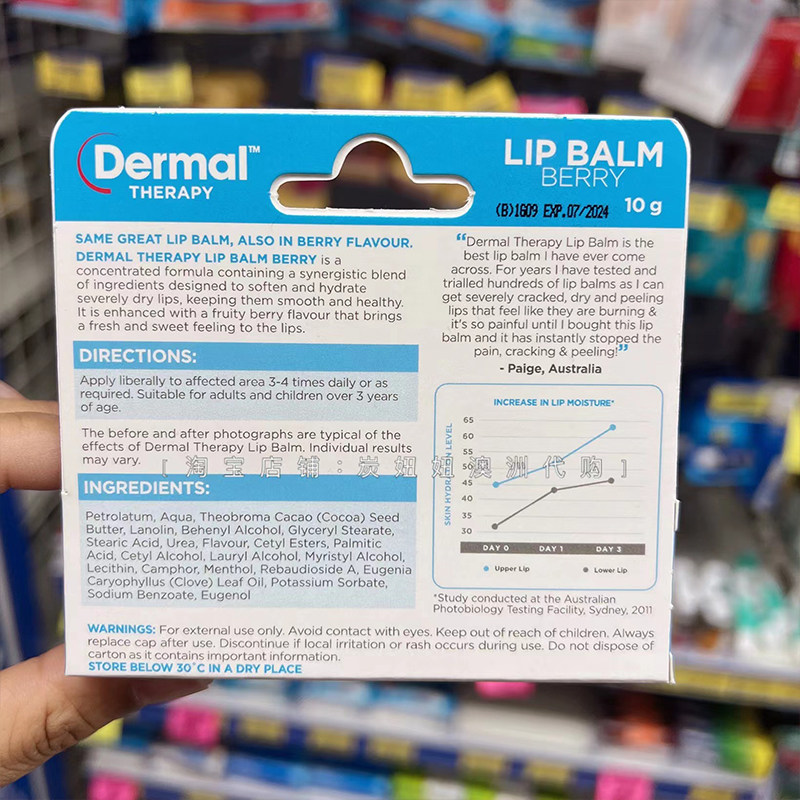 Dermal™
THERAPY
LIP BALM
BERRY
(B)1609 EXP.07/2024
10 g
SAME GREAT LIP BALM, ALSO IN BERRY FLAVOUR.
DERMAL THERAPY LIP BALM BERRY is a
concentrated formula containing a synergistic blend
of ingredients designed to soften and hydrate
severely dry lips, keeping them smooth and healthy.
It is enhanced with a fruity berry flavour that brings
a fresh and sweet feeling to the lips.
DIRECTIONS:
Apply liberally to affected area 3-4 times daily or as
required. Suitable for adults and children over 3 years
of age.
The before and after photographs are typical of the
effects of Dermal Therapy Lip Balm. Individual results
may vary.
[淘宝店铺:炭妞妞澳洲代购]
INGREDIENTS:
Petrolatum, Aqua, Theobroma Cacao (Cocoa) Seed
Butter, Lanolin, Behenyl Alcohol, Glyceryl Stearate,
Stearic Acid, Urea, Flavour, Cetyl Esters, Palmitic
Acid, Cetyl Alcohol, Lauryl Alcohol, Myristyl Alcohol,
Lecithin, Camphor, Menthol, Rebaudioside A, Eugenia
Caryophyllus (Clove) Leaf Oil, Potassium Sorbate,
Sodium Benzoate, Eugenol
“Dermal Therapy Lip Balm is the
best lip balm I have ever come
across. For years I have tested and
trialled hundreds of lip balms as I can
get severely cracked, dry and peeling
lips that feel like they are burning &
it's so painful until I bought this lip
balm and it has instantly stopped the
pain, cracking & peeling!”
- Paige, Australia
INCREASE IN LIP MOISTURE*
SKIN HYDRATION LEVEL
65
60
55
50
45
40
35
30
DAY 0 DAY 1 DAY 3
Upper Lip Lower Lip
*Study conducted at the Australian
Photobiology Testing Facility, Sydney, 2011
WARNINGS: For external use only. Avoid contact with eyes. Keep out of reach of children. Always
replace cap after use. Discontinue if local irritation or rash occurs during use. Do not dispose of
carton as it contains important information.
STORE BELOW 30°C IN A DRY PLACE